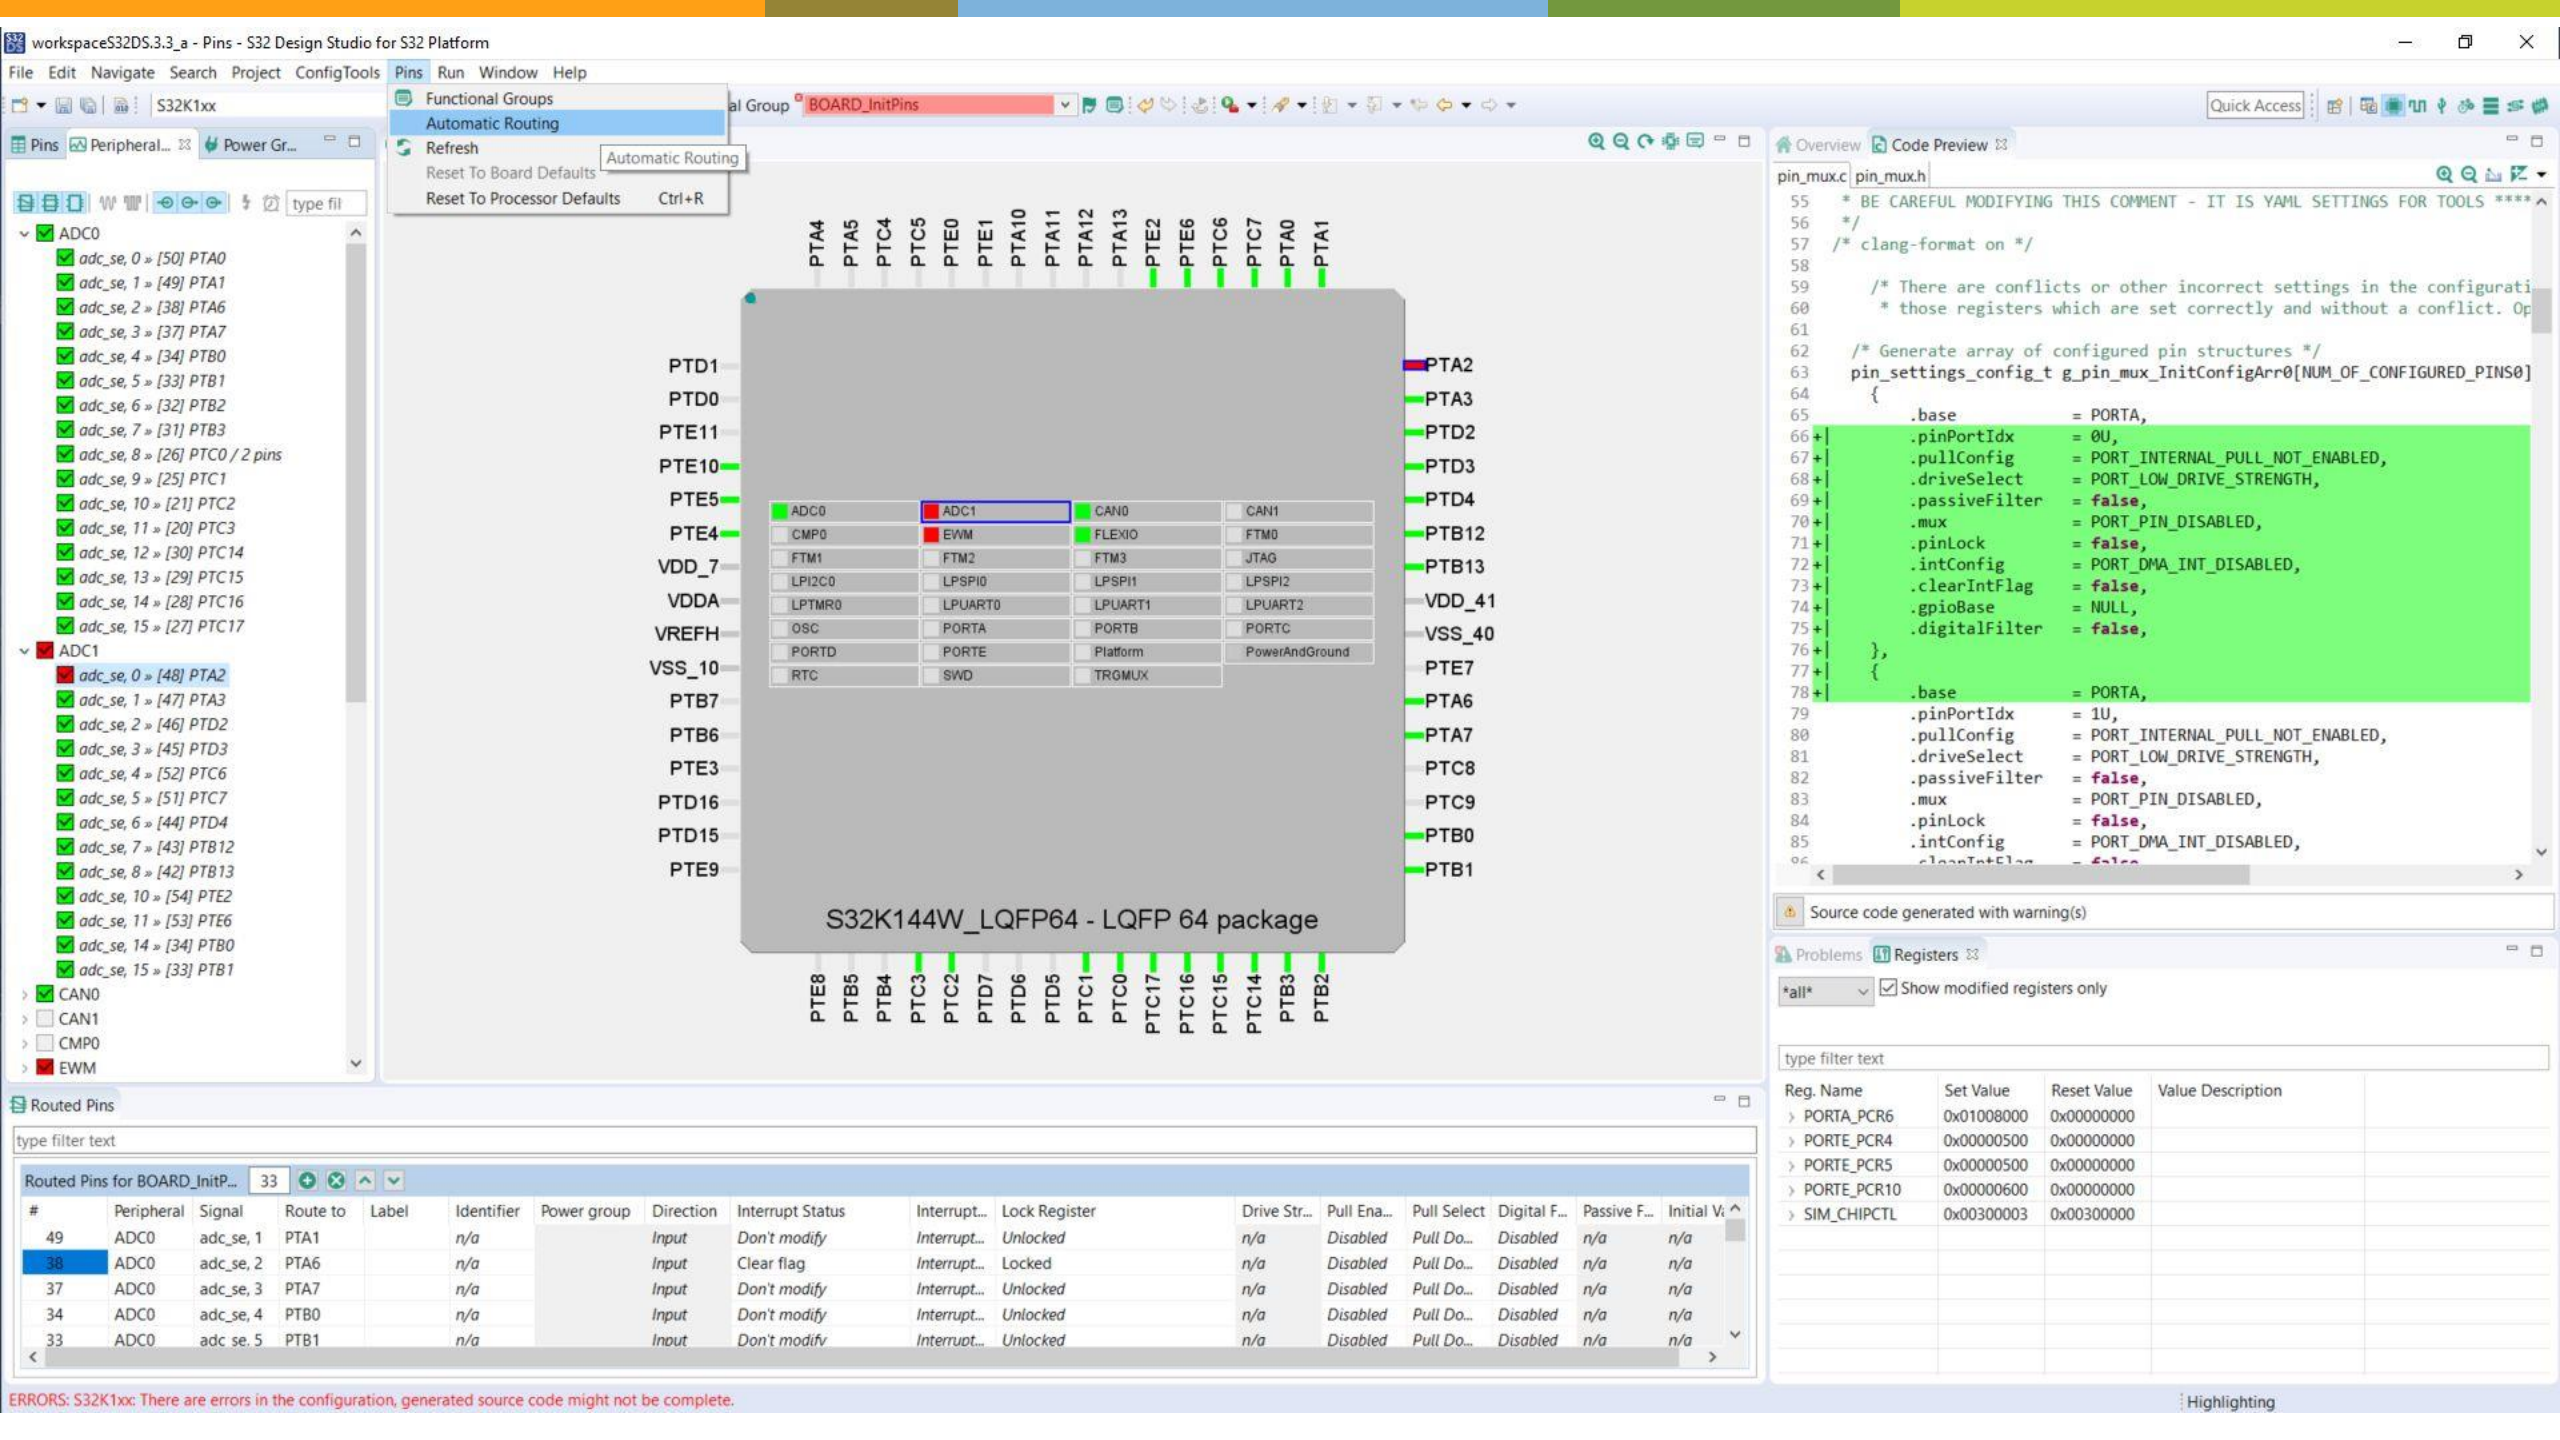 workspaceS32DS.3.3_a - Pins - S32 Design Studio for S32 Platform
File Edit Navigate Search Project ConfigTools Pins Run Window Help
S32K1xx
al Group BOARD_InitPins
Quick Access
Functional Groups
Automatic Routing
Refresh
Automatic Routing
Reset To Board Defaults
Reset To Processor Defaults Ctrl+R
Pins Peripheral... Power Gr...
type fil
ADC0
adc_se, 0 » [50] PTA0
adc_se, 1 » [49] PTA1
adc_se, 2 » [38] PTA6
adc_se, 3 » [37] PTA7
adc_se, 4 » [34] PTB0
adc_se, 5 » [33] PTB1
adc_se, 6 » [32] PTB2
adc_se, 7 » [31] PTB3
adc_se, 8 » [26] PTC0 / 2 pins
adc_se, 9 » [25] PTC1
adc_se, 10 » [21] PTC2
adc_se, 11 » [20] PTC3
adc_se, 12 » [30] PTC14
adc_se, 13 » [29] PTC15
adc_se, 14 » [28] PTC16
adc_se, 15 » [27] PTC17
ADC1
adc_se, 0 » [48] PTA2
adc_se, 1 » [47] PTA3
adc_se, 2 » [46] PTD2
adc_se, 3 » [45] PTD3
adc_se, 4 » [52] PTC6
adc_se, 5 » [51] PTC7
adc_se, 6 » [44] PTD4
adc_se, 7 » [43] PTB12
adc_se, 8 » [42] PTB13
adc_se, 10 » [54] PTE2
adc_se, 11 » [53] PTE6
adc_se, 14 » [34] PTB0
adc_se, 15 » [33] PTB1
CAN0
CAN1
CMP0
EWM
PTA4 PTA5 PTC4 PTC5 PTE0 PTE1 PTA10 PTA11 PTA12 PTA13 PTE2 PTE6 PTC6 PTC7 PTA0 PTA1
PTD1
PTD0
PTE11
PTE10
PTE5
PTE4
VDD_7
VDDA
VREFH
VSS_10
PTB7
PTB6
PTE3
PTD16
PTD15
PTE9
ADC0 ADC1 CAN0 CAN1
CMP0 EWM FLEXIO FTM0
FTM1 FTM2 FTM3 JTAG
LPI2C0 LPSPI0 LPSPI1 LPSPI2
LPTMR0 LPUART0 LPUART1 LPUART2
OSC PORTA PORTB PORTC
PORTD PORTE Platform PowerAndGround
RTC SWD TRGMUX
S32K144W_LQFP64 - LQFP 64 package
PTA2
PTA3
PTD2
PTD3
PTD4
PTB12
PTB13
VDD_41
VSS_40
PTE7
PTA6
PTA7
PTC8
PTC9
PTB0
PTB1
PTE8 PTB5 PTB4 PTC3 PTC2 PTD7 PTD6 PTD5 PTC1 PTC0 PTC17 PTC16 PTC15 PTC14 PTB3 PTB2
Overview Code Preview
pin_mux.c pin_mux.h
55 * BE CAREFUL MODIFYING THIS COMMENT - IT IS YAML SETTINGS FOR TOOLS ****
56 */
57 /* clang-format on */
58
59 /* There are conflicts or other incorrect settings in the configurati
60 * those registers which are set correctly and without a conflict. Op
61
62 /* Generate array of configured pin structures */
63 pin_settings_config_t g_pin_mux_InitConfigArr0[NUM_OF_CONFIGURED_PINS0]
64 {
65 .base = PORTA,
66+| .pinPortIdx = 0U,
67+| .pullConfig = PORT_INTERNAL_PULL_NOT_ENABLED,
68+| .driveSelect = PORT_LOW_DRIVE_STRENGTH,
69+| .passiveFilter = false,
70+| .mux = PORT_PIN_DISABLED,
71+| .pinLock = false,
72+| .intConfig = PORT_DMA_INT_DISABLED,
73+| .clearIntFlag = false,
74+| .gpioBase = NULL,
75+| .digitalFilter = false,
76+| },
77+| {
78+| .base = PORTA,
79 .pinPortIdx = 1U,
80 .pullConfig = PORT_INTERNAL_PULL_NOT_ENABLED,
81 .driveSelect = PORT_LOW_DRIVE_STRENGTH,
82 .passiveFilter = false,
83 .mux = PORT_PIN_DISABLED,
84 .pinLock = false,
85 .intConfig = PORT_DMA_INT_DISABLED,
86 .clearIntFlag = false
Source code generated with warning(s)
Problems Registers
*all* Show modified registers only
type filter text
Reg. Name Set Value Reset Value Value Description
PORTA_PCR6 0x01008000 0x00000000
PORTE_PCR4 0x00000500 0x00000000
PORTE_PCR5 0x00000500 0x00000000
PORTE_PCR10 0x00000600 0x00000000
SIM_CHIPCTL 0x00300003 0x00300000
Routed Pins
type filter text
Routed Pins for BOARD_InitP... 33
# Peripheral Signal Route to Label Identifier Power group Direction Interrupt Status Interrupt... Lock Register Drive Str... Pull Ena... Pull Select Digital F... Passive F... Initial Va
49 ADC0 adc_se, 1 PTA1 n/a Input Don't modify Interrupt... Unlocked n/a Disabled Pull Do... Disabled n/a n/a
38 ADC0 adc_se, 2 PTA6 n/a Input Clear flag Interrupt... Locked n/a Disabled Pull Do... Disabled n/a n/a
37 ADC0 adc_se, 3 PTA7 n/a Input Don't modify Interrupt... Unlocked n/a Disabled Pull Do... Disabled n/a n/a
34 ADC0 adc_se, 4 PTB0 n/a Input Don't modify Interrupt... Unlocked n/a Disabled Pull Do... Disabled n/a n/a
33 ADC0 adc_se, 5 PTB1 n/a Input Don't modify Interrupt... Unlocked n/a Disabled Pull Do... Disabled n/a n/a
ERRORS: S32K1xx: There are errors in the configuration, generated source code might not be complete.
Highlighting